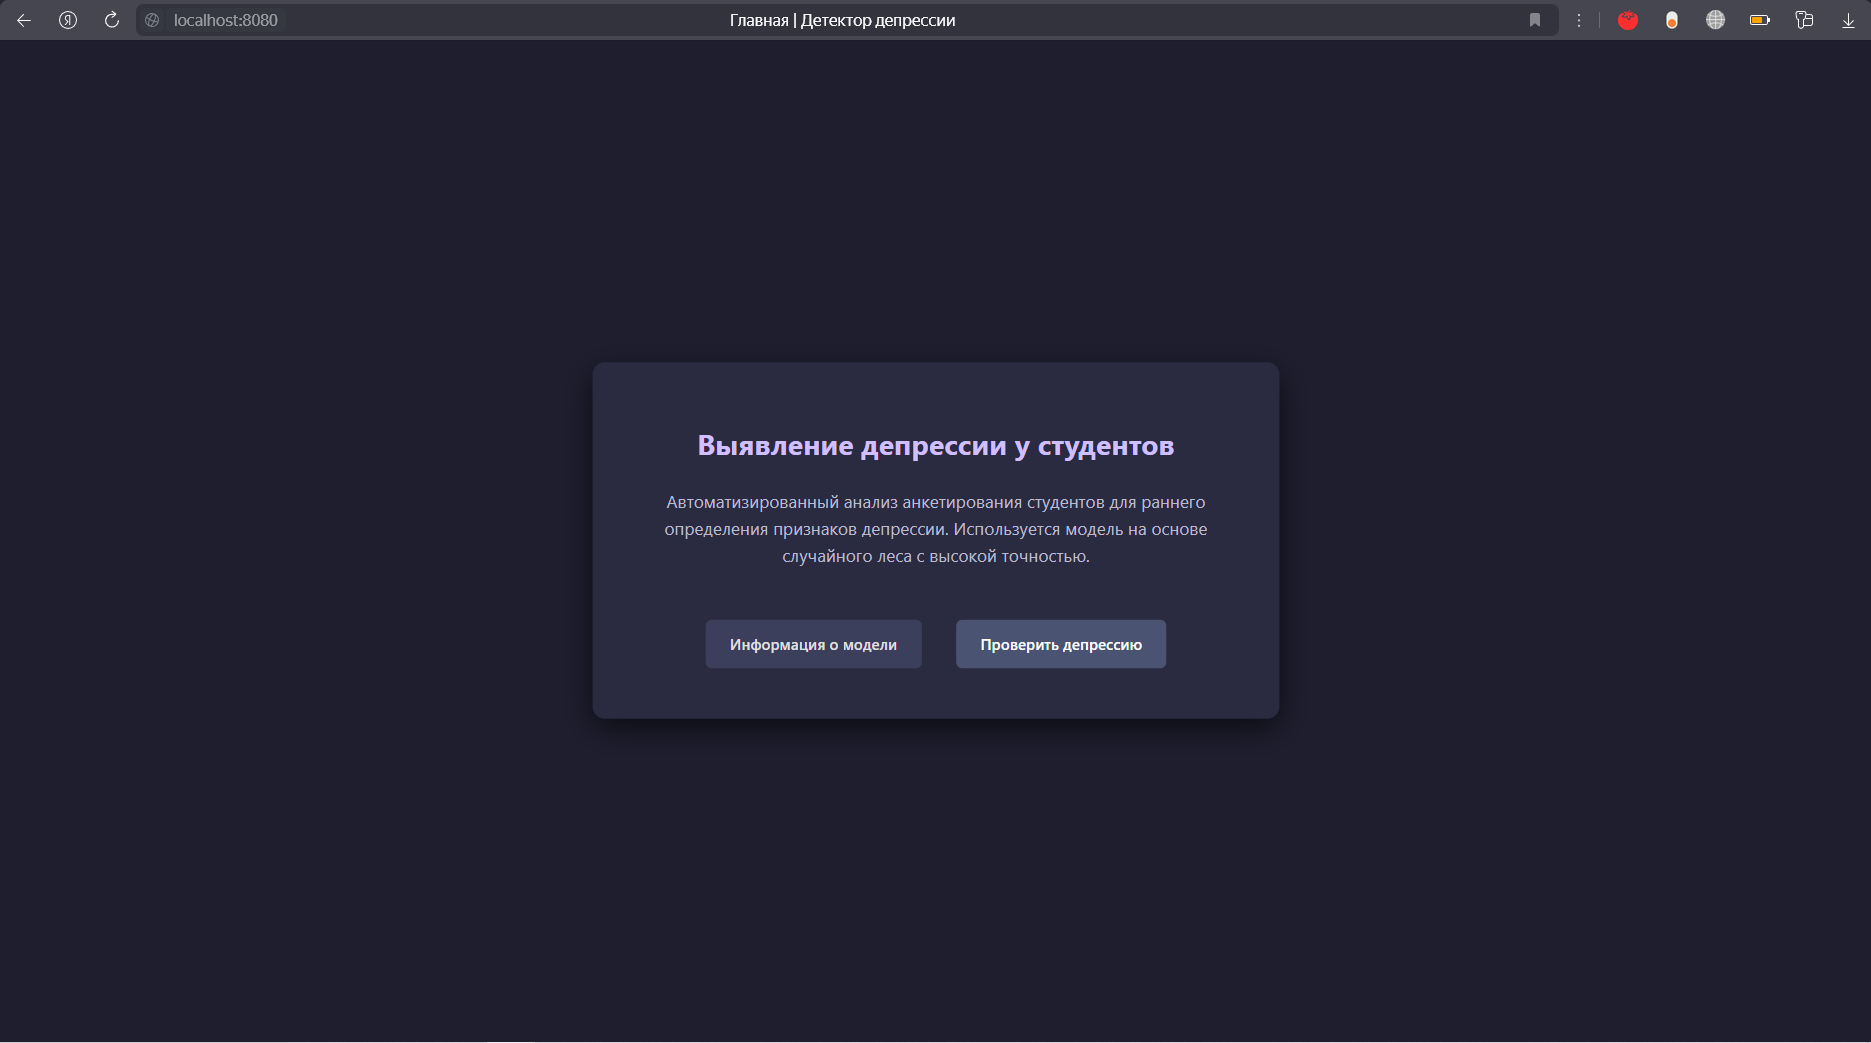 localhost:8080
Главная | Детектор депрессии
Выявление депрессии у студентов
Автоматизированный анализ анкетирования студентов для раннего
определения признаков депрессии. Используется модель на основе
случайного леса с высокой точностью.
Информация о модели
Проверить депрессию